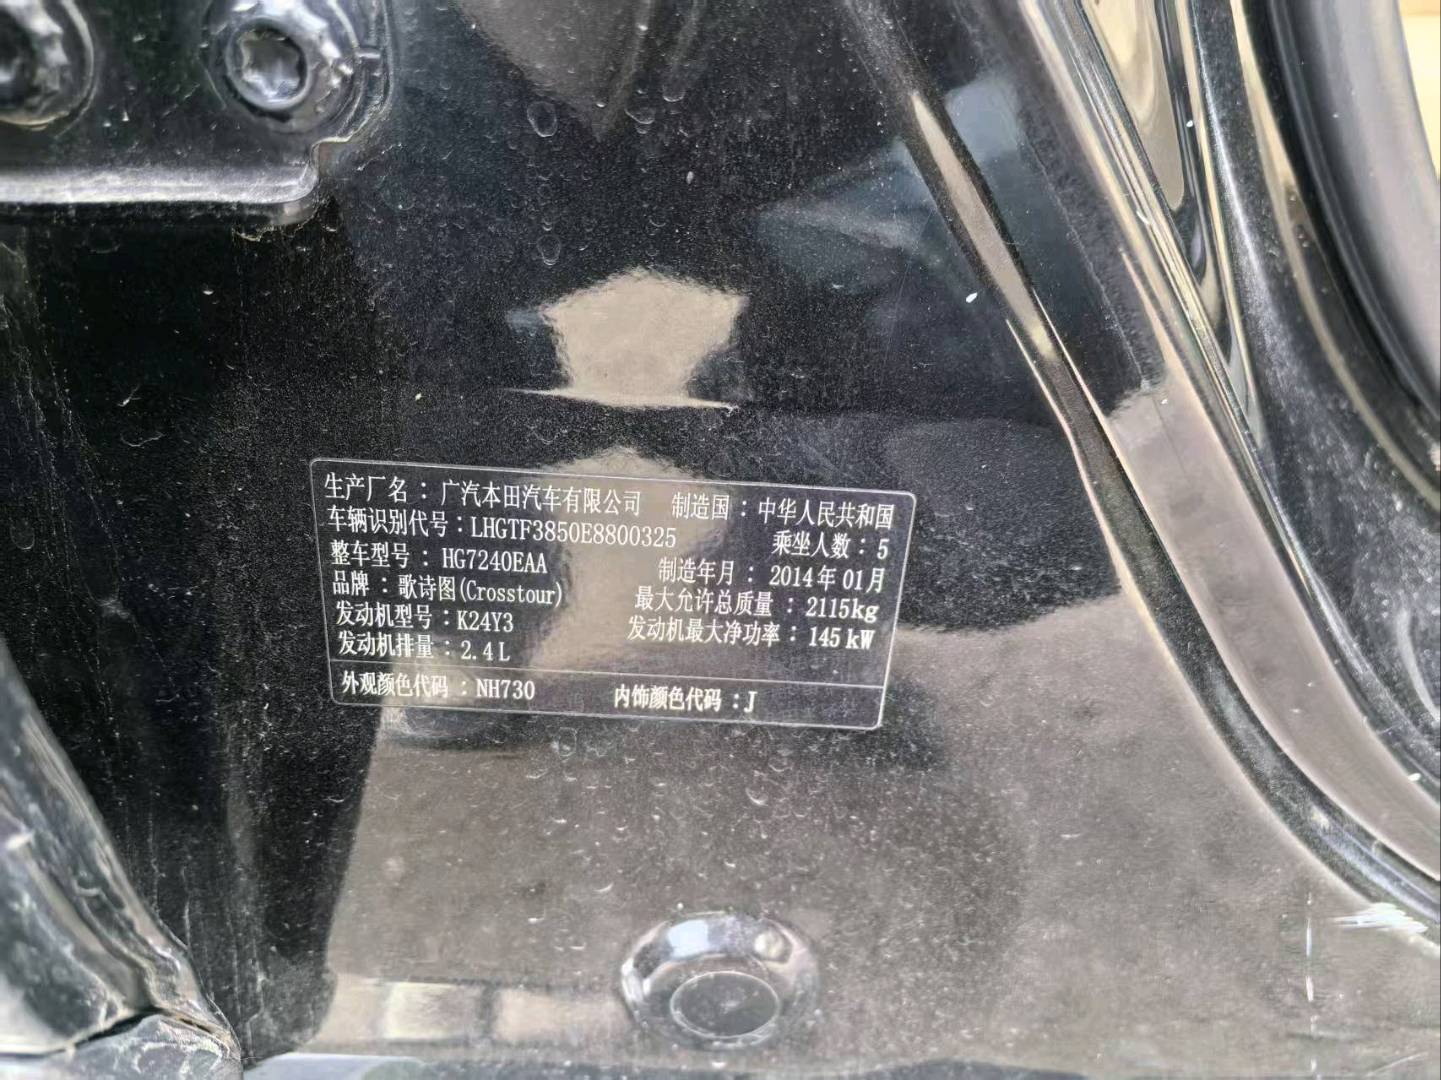 生产厂名：广汽本田汽车有限公司 制造国：中华人民共和国
车辆识别代号：LHGTF3850E8800325 乘坐人数：5
整车型号：HG7240EAA 制造年月：2014年01月
品牌：歌诗图(Crosstour) 最大允许总质量：2115kg
发动机型号：K24Y3 发动机最大净功率：145kW
发动机排量：2.4L
外观颜色代码：NH730 内饰颜色代码：J